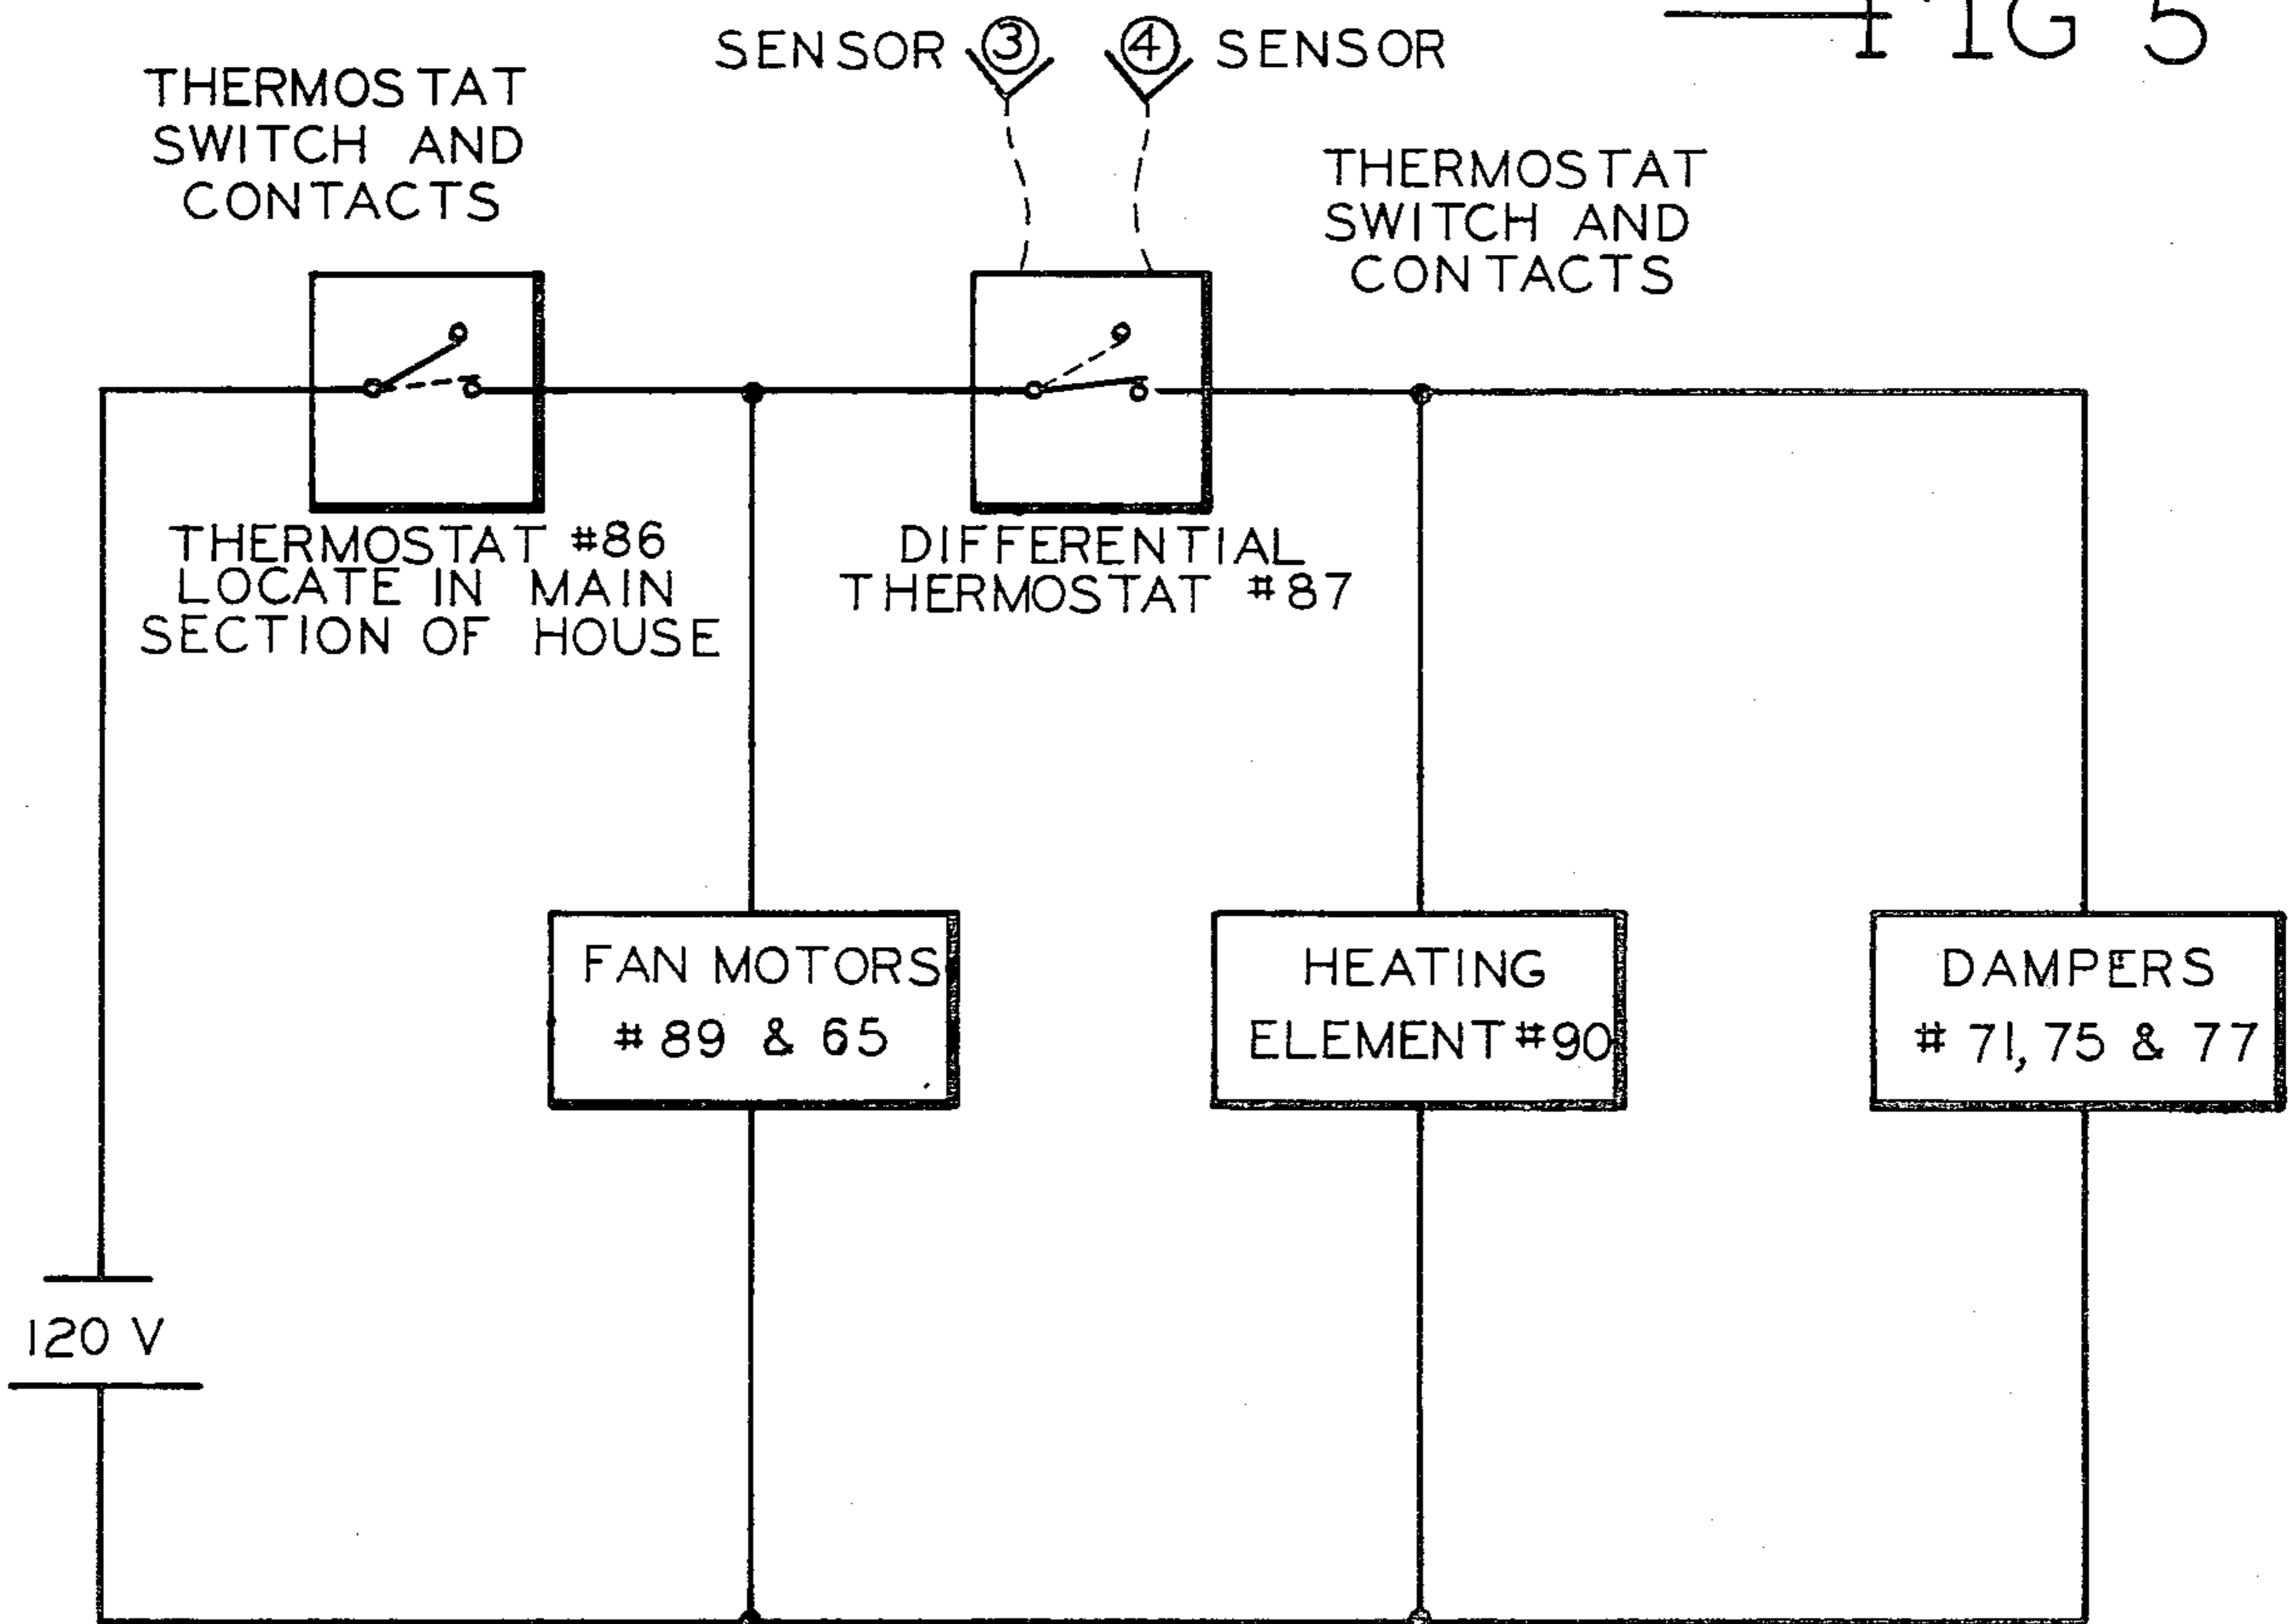 FIG 5
SENSOR 3 4 SENSOR
THERMOSTAT
SWITCH AND
CONTACTS
THERMOSTAT
SWITCH AND
CONTACTS
THERMOSTAT #86
LOCATE IN MAIN
SECTION OF HOUSE
DIFFERENTIAL
THERMOSTAT #87
FAN MOTORS
# 89 & 65
HEATING
ELEMENT #90
DAMPERS
# 71, 75 & 77
120 V